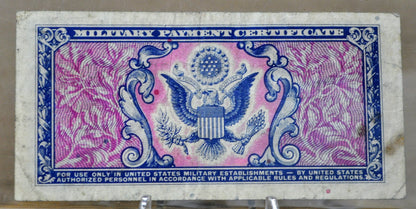 MILITARY PAYMENT CERTIFICATE
FOR USE ONLY IN UNITED STATES MILITARY ESTABLISHMENTS — BY UNITED STATES
AUTHORIZED PERSONNEL IN ACCORDANCE WITH APPLICABLE RULES AND REGULATIONS.